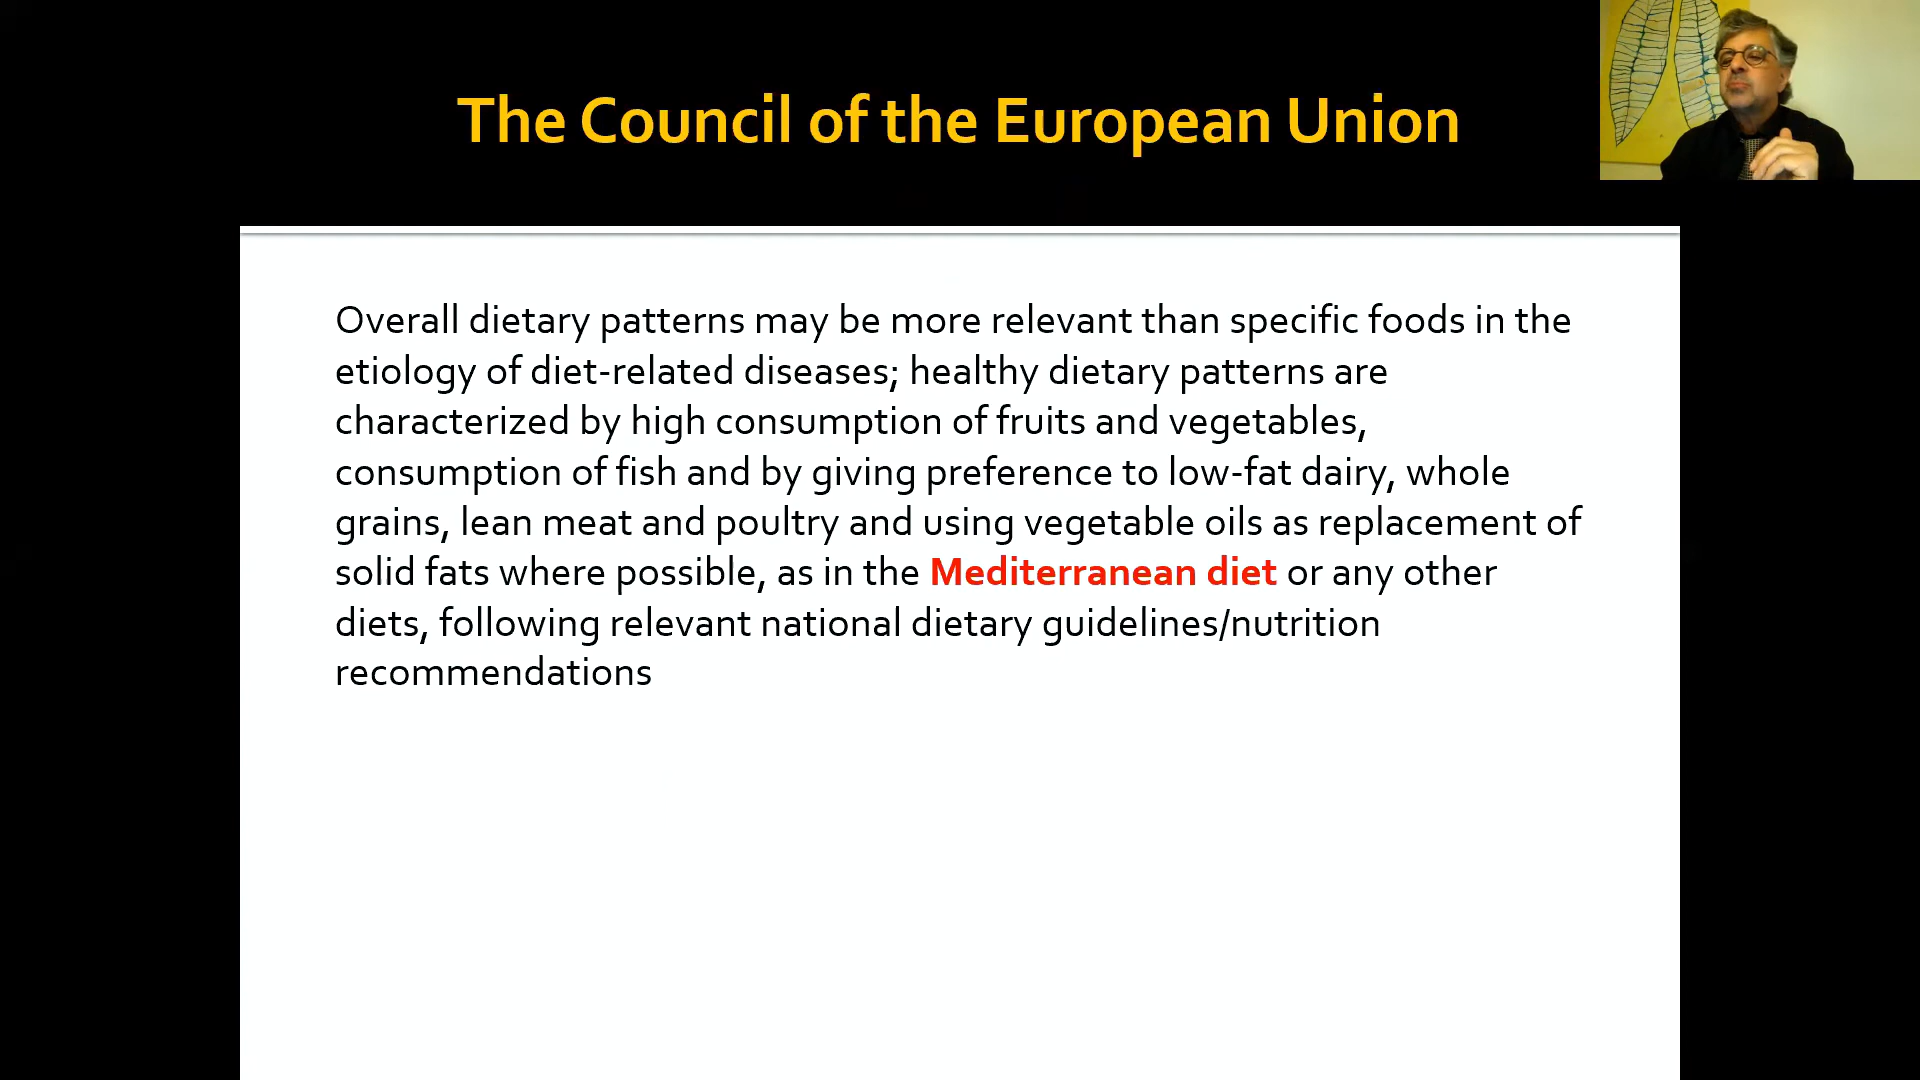 The Council of the European Union
Overall dietary patterns may be more relevant than specific foods in the
etiology of diet-related diseases; healthy dietary patterns are
characterized by high consumption of fruits and vegetables,
consumption of fish and by giving preference to low-fat dairy, whole
grains, lean meat and poultry and using vegetable oils as replacement of
solid fats where possible, as in the Mediterranean diet or any other
diets, following relevant national dietary guidelines/nutrition
recommendations